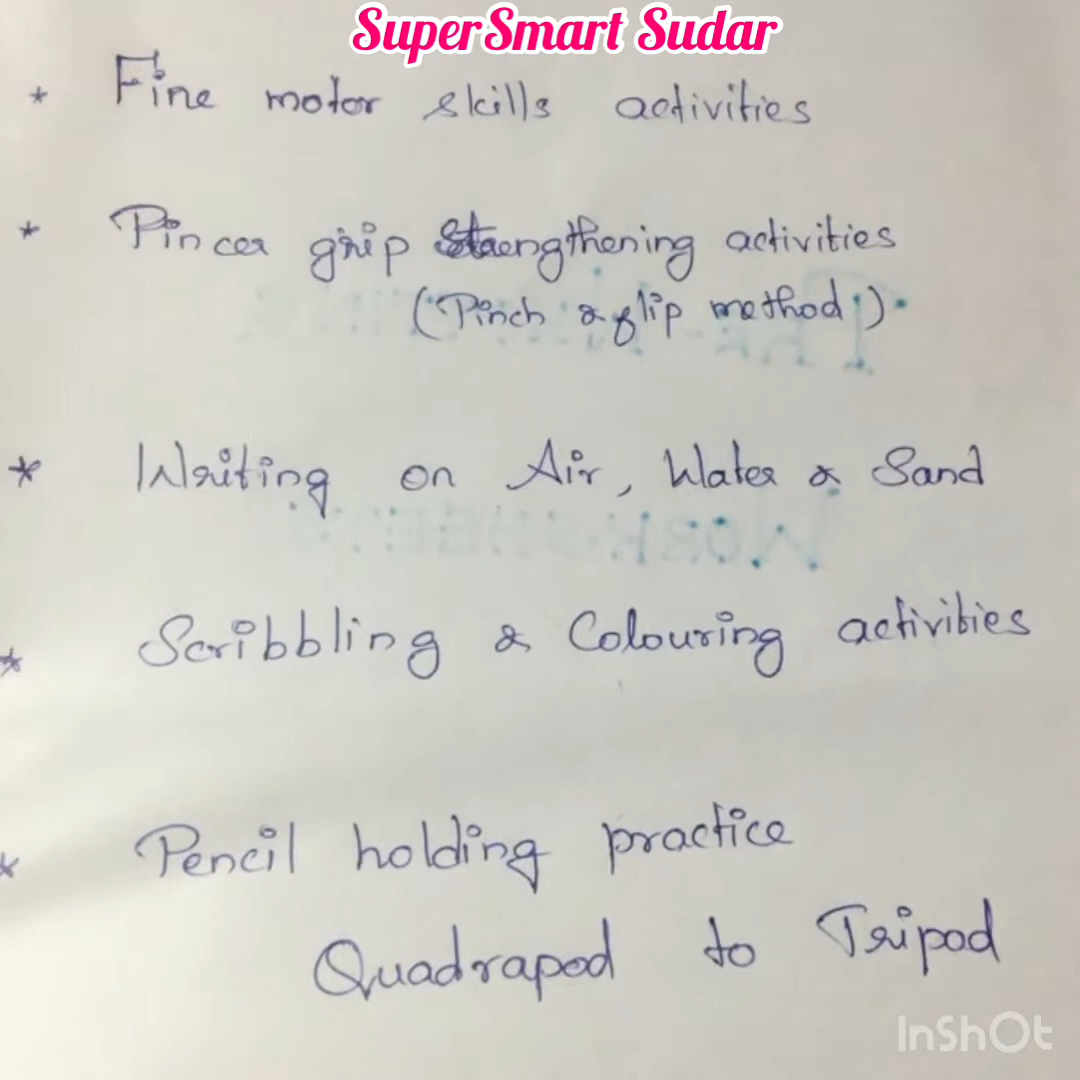 SuperSmart Sudar
* Fine motor skills activities
* Pincer grip Strengthening activities
(Pinch & flip method)
* Writing on Air, Water & Sand
* Scribbling & Colouring activities
* Pencil holding practice
Quadrapod to Tripod
InShOt